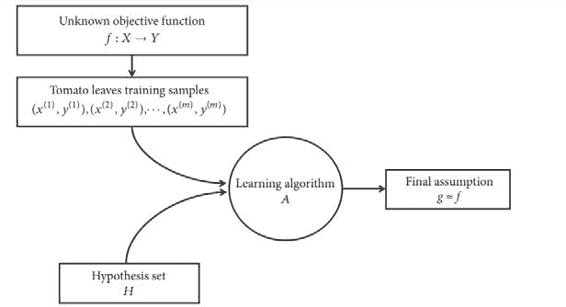 Unknown objective function
f : X → Y
Tomato leaves training samples
(x⁽¹⁾, y⁽¹⁾),(x⁽²⁾, y⁽²⁾),⋯,(x⁽ᵐ⁾, y⁽ᵐ⁾)
Learning algorithm
A
Final assumption
g ≈ f
Hypothesis set
H